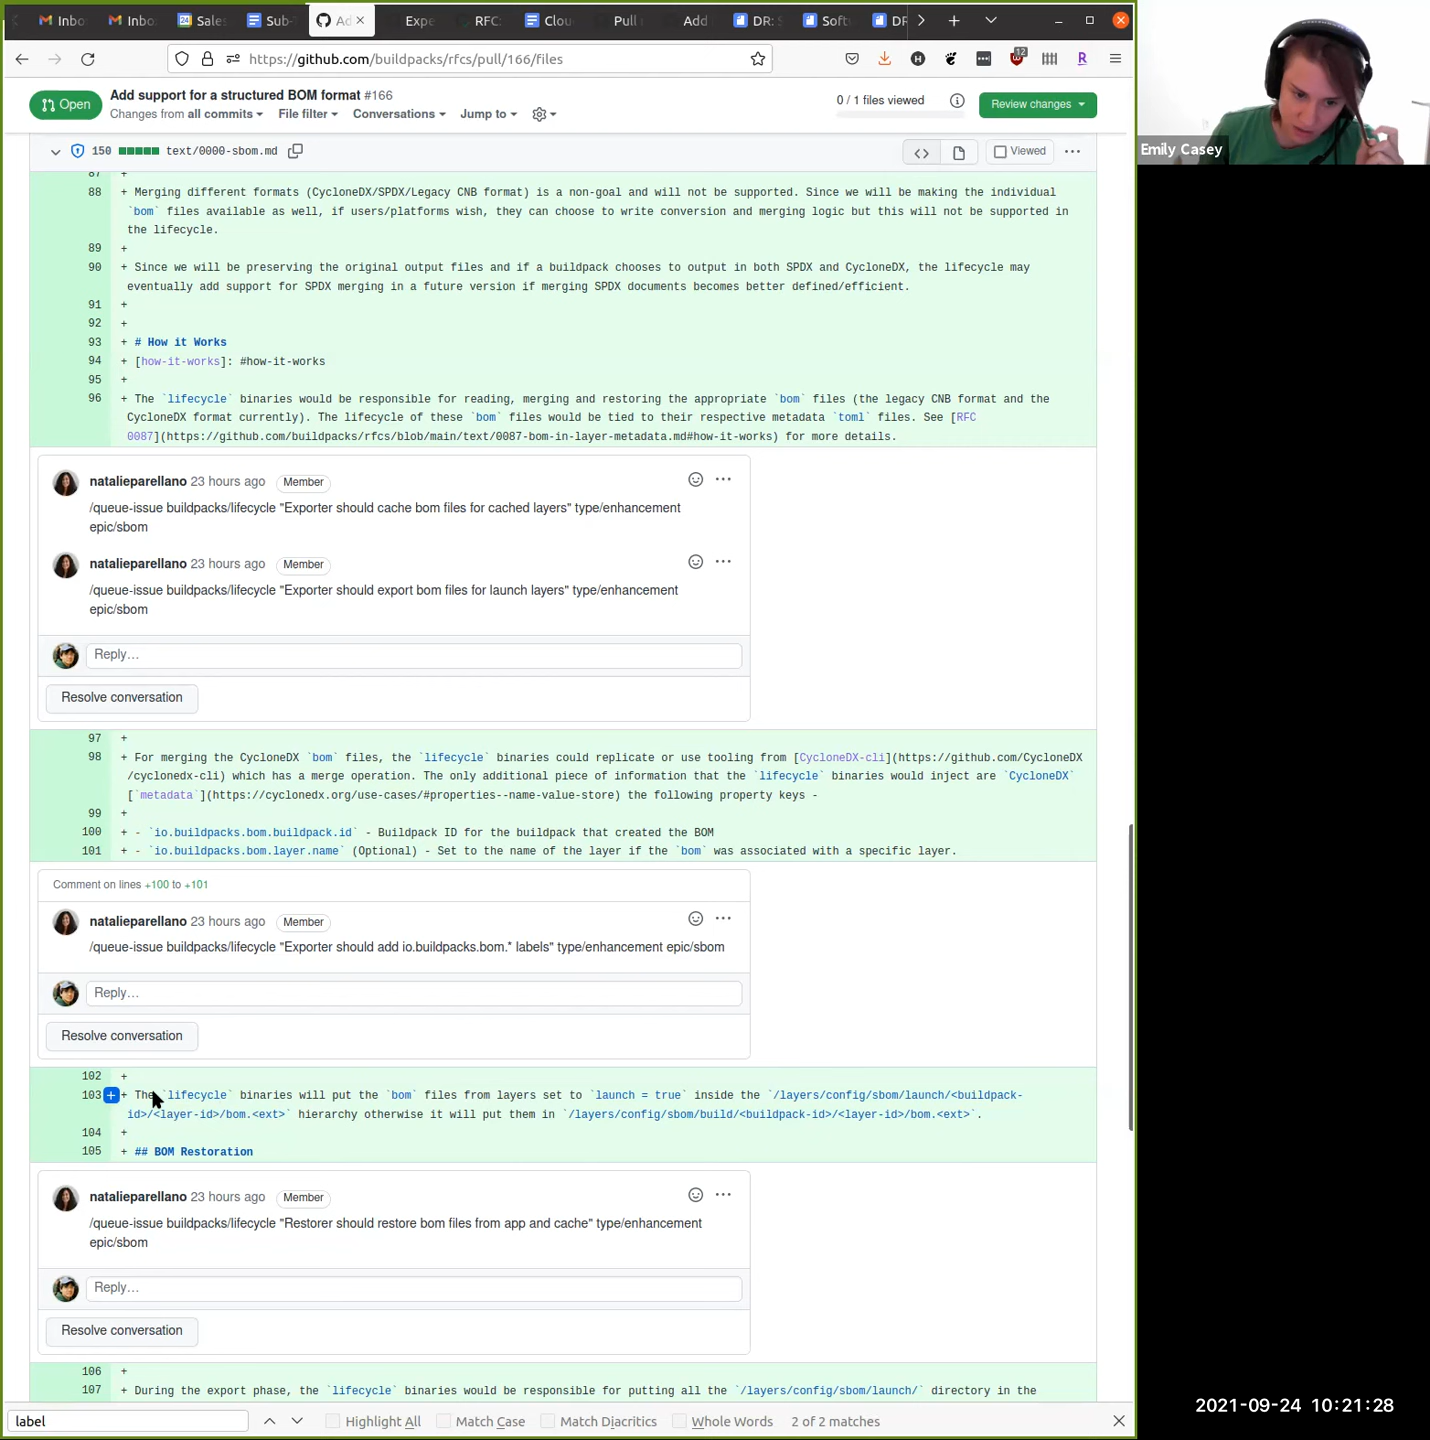 Inbo
Inbo
Sales
Sub-
Ad
Expe
RFC:
Clou
Pull
Add
DR: S
Soft
DR
https://github.com/buildpacks/rfcs/pull/166/files
12
Open
Add support for a structured BOM format #166
Changes from all commits
File filter
Conversations
Jump to
0 / 1 files viewed
Review changes
150
text/0000-sbom.md
<>
Viewed
87 +
88 + Merging different formats (CycloneDX/SPDX/Legacy CNB format) is a non-goal and will not be supported. Since we will be making the individual
`bom` files available as well, if users/platforms wish, they can choose to write conversion and merging logic but this will not be supported in
the lifecycle.
89 +
90 + Since we will be preserving the original output files and if a buildpack chooses to output in both SPDX and CycloneDX, the lifecycle may
eventually add support for SPDX merging in a future version if merging SPDX documents becomes better defined/efficient.
91 +
92 +
93 + # How it Works
94 + [how-it-works]: #how-it-works
95 +
96 + The `lifecycle` binaries would be responsible for reading, merging and restoring the appropriate `bom` files (the legacy CNB format and the
CycloneDX format currently). The lifecycle of these `bom` files would be tied to their respective metadata `toml` files. See [RFC
0087](https://github.com/buildpacks/rfcs/blob/main/text/0087-bom-in-layer-metadata.md#how-it-works) for more details.
natalieparellano 23 hours ago Member
/queue-issue buildpacks/lifecycle "Exporter should cache bom files for cached layers" type/enhancement
epic/sbom
natalieparellano 23 hours ago Member
/queue-issue buildpacks/lifecycle "Exporter should export bom files for launch layers" type/enhancement
epic/sbom
Reply…
Resolve conversation
97 +
98 + For merging the CycloneDX `bom` files, the `lifecycle` binaries could replicate or use tooling from [CycloneDX-cli](https://github.com/CycloneDX
/cyclonedx-cli) which has a merge operation. The only additional piece of information that the `lifecycle` binaries would inject are `CycloneDX`
[`metadata`](https://cyclonedx.org/use-cases/#properties--name-value-store) the following property keys -
99 +
100 + - `io.buildpacks.bom.buildpack.id` - Buildpack ID for the buildpack that created the BOM
101 + - `io.buildpacks.bom.layer.name` (Optional) - Set to the name of the layer if the `bom` was associated with a specific layer.
Comment on lines +100 to +101
natalieparellano 23 hours ago Member
/queue-issue buildpacks/lifecycle "Exporter should add io.buildpacks.bom.* labels" type/enhancement epic/sbom
Reply…
Resolve conversation
102 +
103 + The `lifecycle` binaries will put the `bom` files from layers set to `launch = true` inside the `/layers/config/sbom/launch/<buildpack-
id>/<layer-id>/bom.<ext>` hierarchy otherwise it will put them in `/layers/config/sbom/build/<buildpack-id>/<layer-id>/bom.<ext>`.
104 +
105 + ## BOM Restoration
natalieparellano 23 hours ago Member
/queue-issue buildpacks/lifecycle "Restorer should restore bom files from app and cache" type/enhancement
epic/sbom
Reply…
Resolve conversation
106 +
107 + During the export phase, the `lifecycle` binaries would be responsible for putting all the `/layers/config/sbom/launch/` directory in the
label
Highlight All
Match Case
Match Diacritics
Whole Words
2 of 2 matches
Emily Casey
2021-09-24 10:21:28